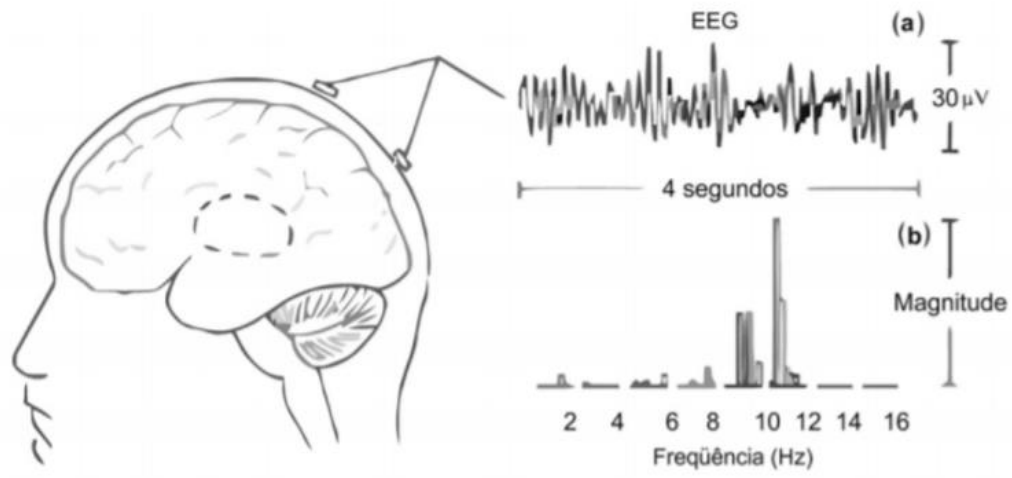 EEG
(a)
30 μV
4 segundos
(b)
Magnitude
2 4 6 8 10 12 14 16
Freqüência (Hz)